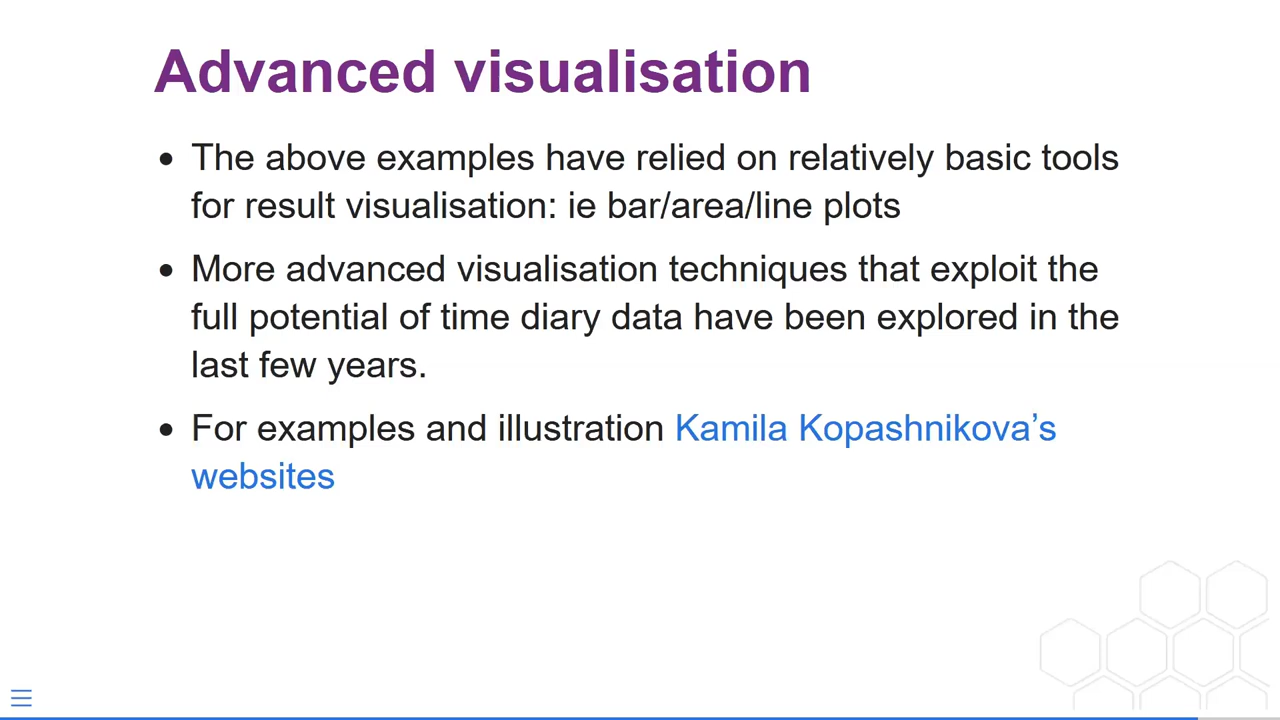 Advanced visualisation
• The above examples have relied on relatively basic tools
for result visualisation: ie bar/area/line plots
• More advanced visualisation techniques that exploit the
full potential of time diary data have been explored in the
last few years.
• For examples and illustration Kamila Kopashnikova’s
websites